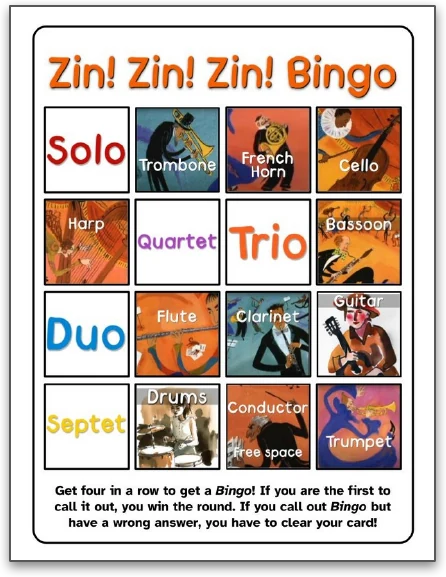 Zin! Zin! Zin! Bingo
Solo
Trombone
French
Horn
Cello
Harp
Quartet
Trio
Bassoon
Duo
Flute
Clarinet
Guitar
Septet
Drums
Conductor
Free space
Trumpet
Get four in a row to get a Bingo! If you are the first to
call it out, you win the round. If you call out Bingo but
have a wrong answer, you have to clear your card!